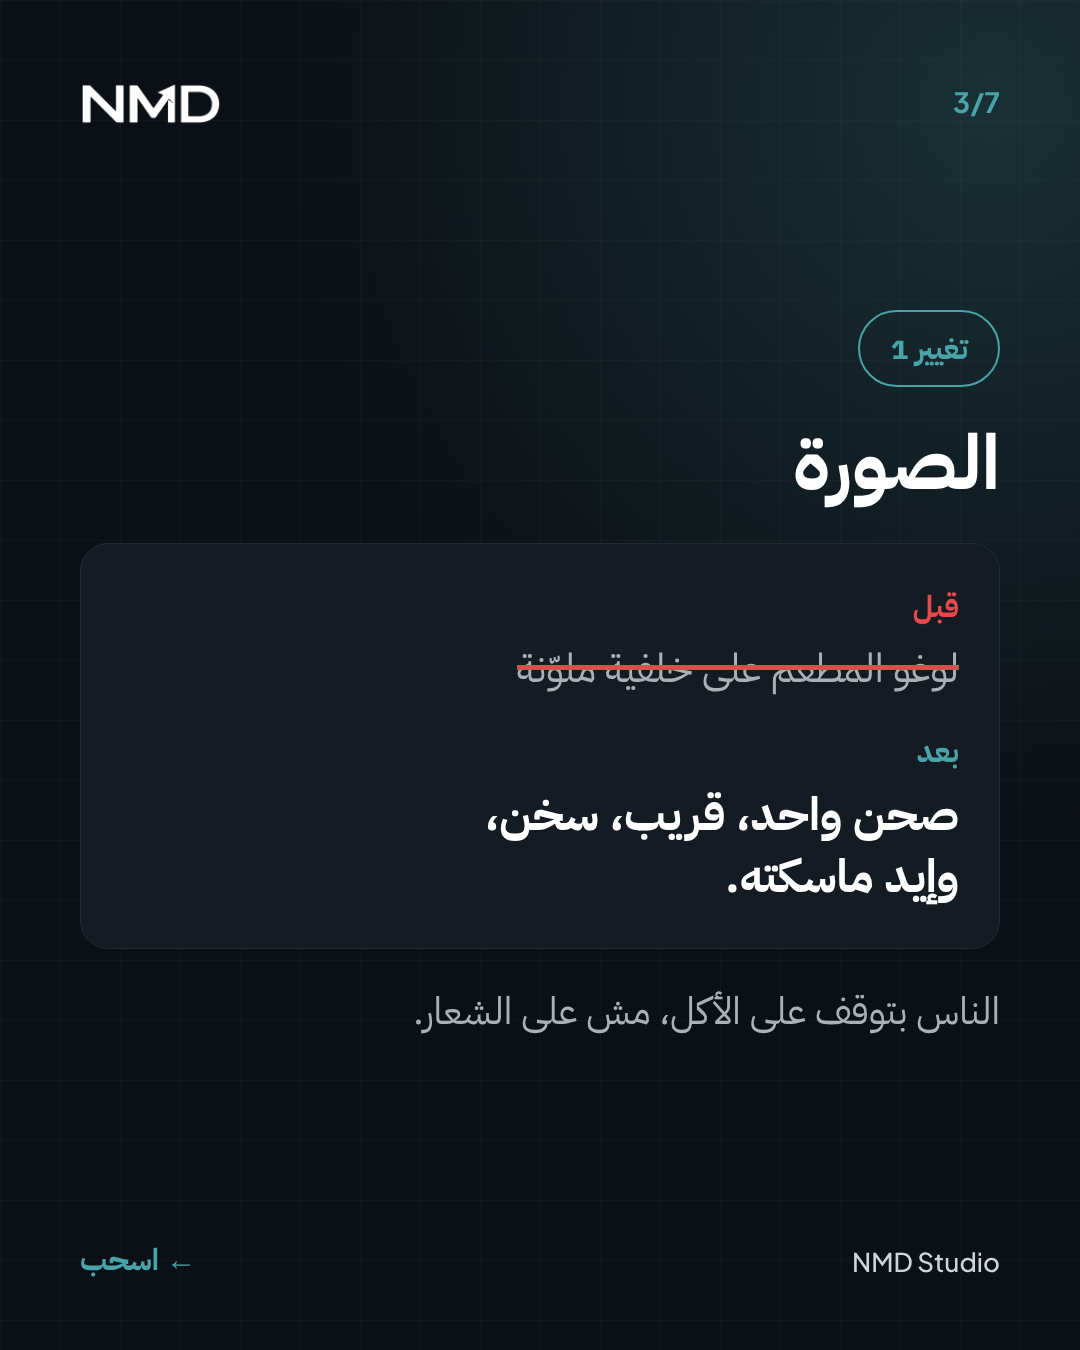 NMD
3/7
تغيير 1
الصورة
قبل
لوغو المطعم على خلفية ملوّنة
بعد
صحن واحد، قريب، سخن،
وإيد ماسكته.
الناس بتوقف على الأكل، مش على الشعار.
NMD Studio
اسحب ←